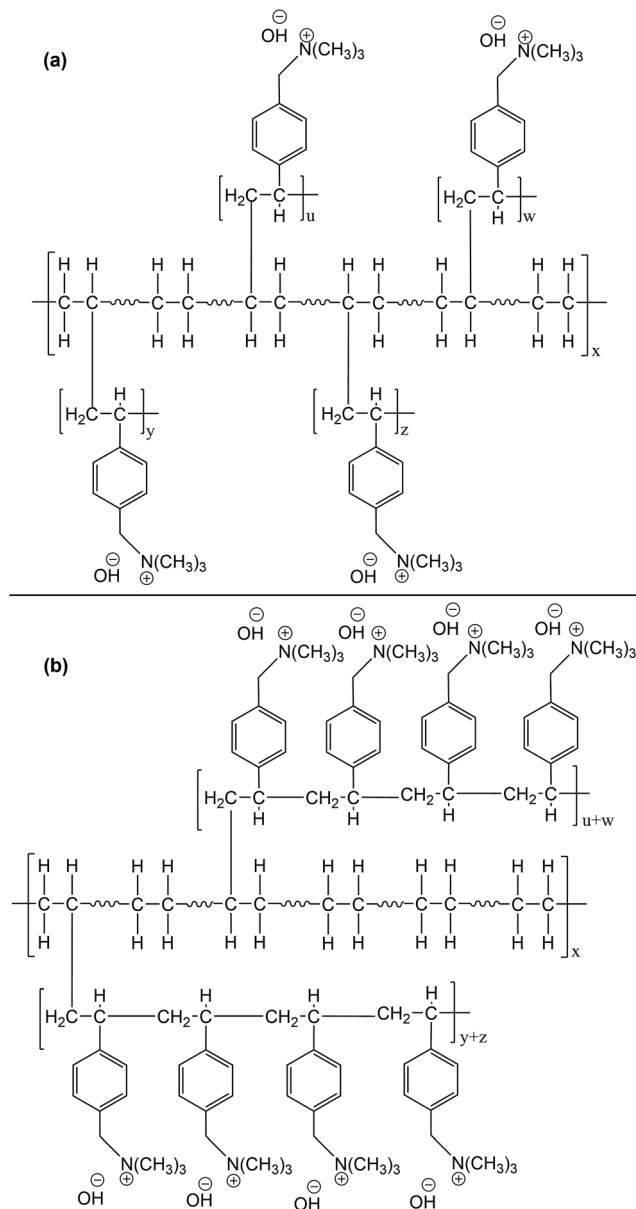 (a)
⊖ ⊕ ⊖ ⊕
OH N(CH3)3 OH N(CH3)3
H2C C u H2C C w
H H
H H H H H H H H H H
C C C C C C C C C C x
H H H H H H H H H H
H H
H2C C y H2C C z
⊖ ⊖
OH N(CH3)3 OH N(CH3)3
⊕ ⊕
(b)
⊖ ⊕ ⊖ ⊕ ⊖ ⊕ ⊖ ⊕
OH N(CH3)3 OH N(CH3)3 OH N(CH3)3 OH N(CH3)3
H2C C CH2 C CH2 C CH2 C u+w
H H H H
H H H H H H H H H H
C C C C C C C C C C x
H H H H H H H H H
H H H H
H2C C CH2 C CH2 C CH2 C y+z
N(CH3)3 N(CH3)3 N(CH3)3 N(CH3)3
⊖ ⊕ ⊖ ⊕ ⊖ ⊕ ⊖ ⊕
OH OH OH OH